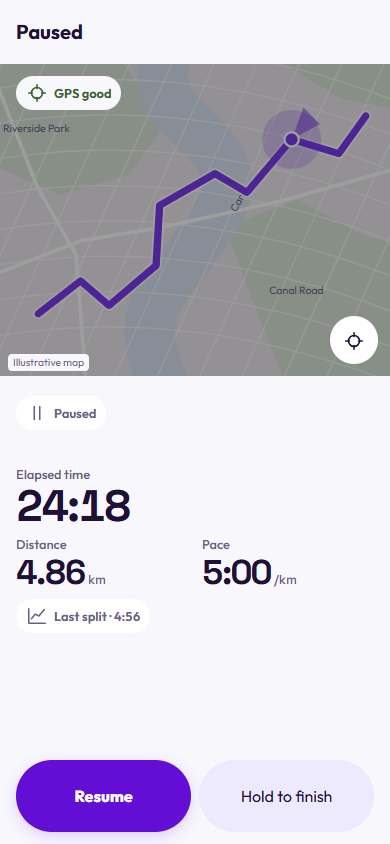 Paused
GPS good
Riverside Park
Canal Road
Illustrative map
Paused
Elapsed time
24:18
Distance
4.86 km
Pace
5:00 /km
Last split · 4:56
Resume
Hold to finish